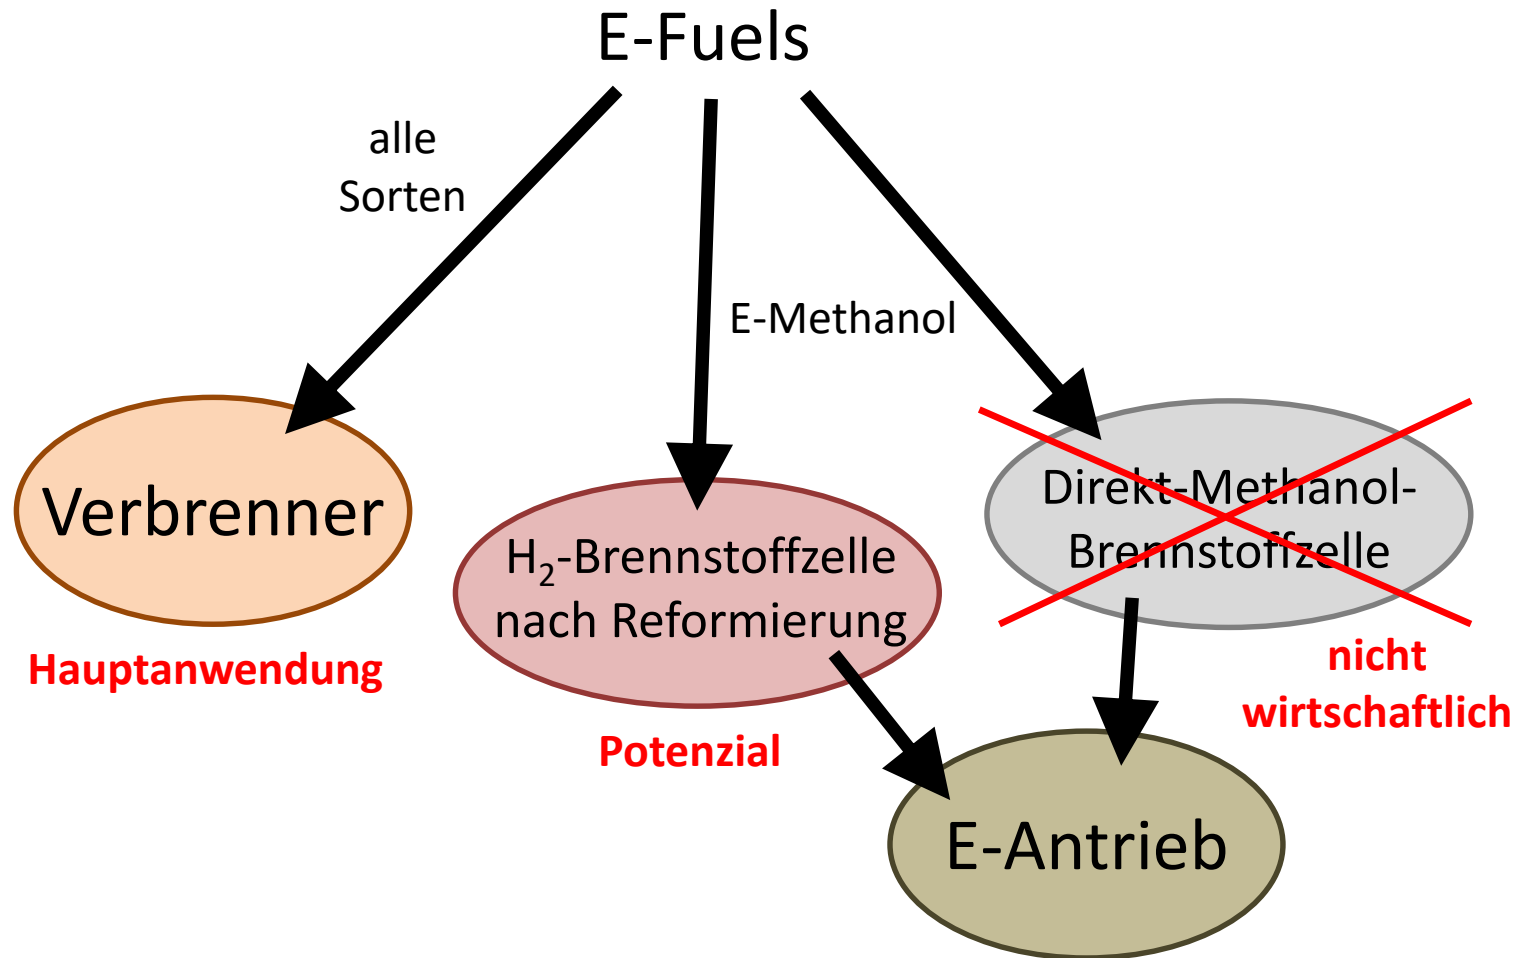 E-Fuels
alle
Sorten
E-Methanol
Verbrenner
H₂-Brennstoffzelle
nach Reformierung
Direkt-Methanol-
Brennstoffzelle
Hauptanwendung
Potenzial
nicht
wirtschaftlich
E-Antrieb